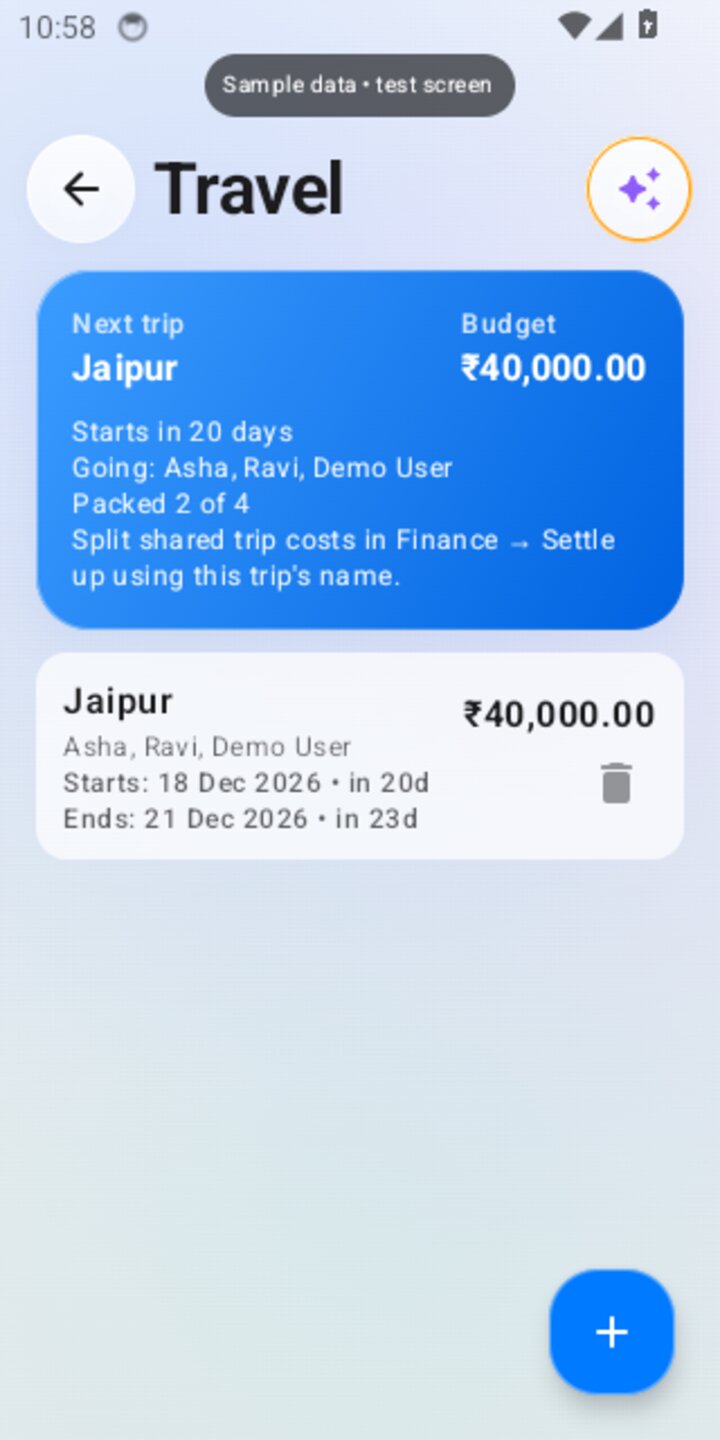 10:58
Sample data • test screen
Travel
Next trip
Budget
Jaipur
₹40,000.00
Starts in 20 days
Going: Asha, Ravi, Demo User
Packed 2 of 4
Split shared trip costs in Finance → Settle
up using this trip's name.
Jaipur
₹40,000.00
Asha, Ravi, Demo User
Starts: 18 Dec 2026 • in 20d
Ends: 21 Dec 2026 • in 23d